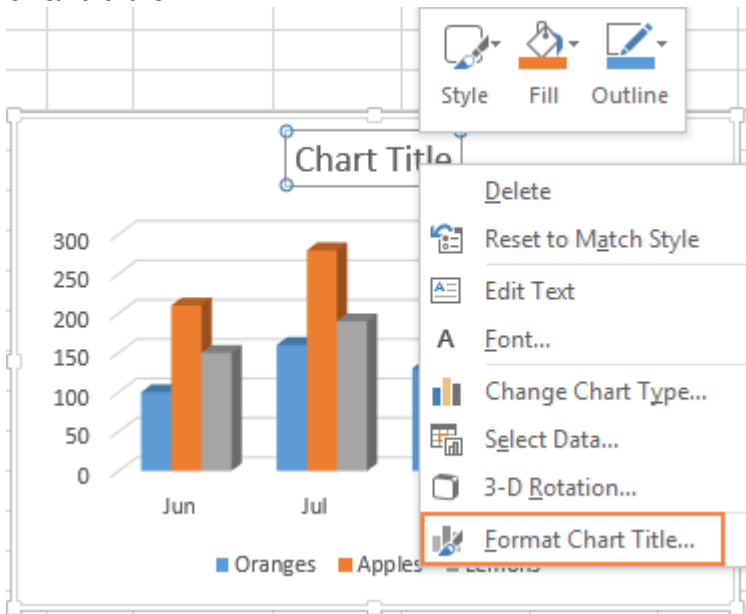 Style Fill Outline
Chart Title
Delete
Reset to Match Style
Edit Text
A Font...
Change Chart Type...
Select Data...
3-D Rotation...
Format Chart Title...
300
250
200
150
100
50
0
Jun Jul
Oranges Apples Lemons